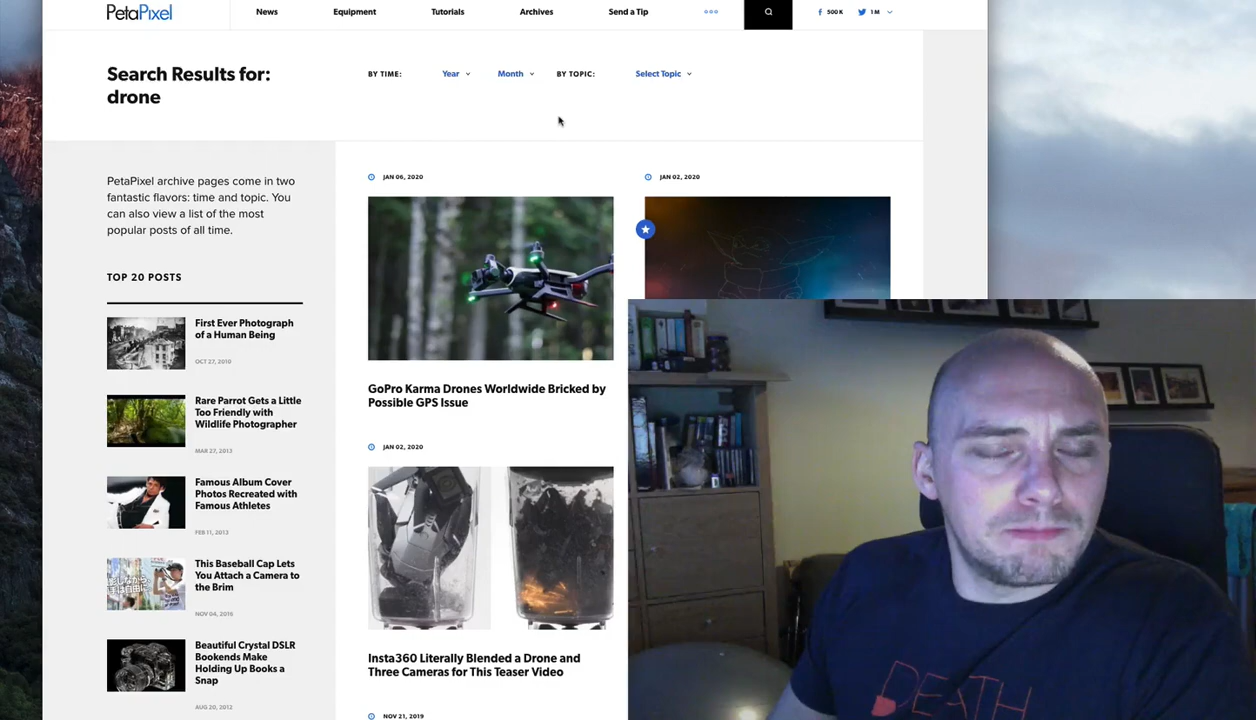 PetaPixel
News
Equipment
Tutorials
Archives
Send a Tip
500 K
1 M
Search Results for:
drone
BY TIME:
Year
Month
BY TOPIC:
Select Topic
PetaPixel archive pages come in two
fantastic flavors: time and topic. You
can also view a list of the most
popular posts of all time.
TOP 20 POSTS
First Ever Photograph
of a Human Being
OCT 27, 2010
Rare Parrot Gets a Little
Too Friendly with
Wildlife Photographer
MAR 27, 2013
Famous Album Cover
Photos Recreated with
Famous Athletes
FEB 11, 2013
This Baseball Cap Lets
You Attach a Camera to
the Brim
NOV 04, 2016
Beautiful Crystal DSLR
Bookends Make
Holding Up Books a
Snap
AUG 20, 2012
JAN 06, 2020
GoPro Karma Drones Worldwide Bricked by
Possible GPS Issue
JAN 02, 2020
JAN 02, 2020
Insta360 Literally Blended a Drone and
Three Cameras for This Teaser Video
NOV 21, 2019
DEATH